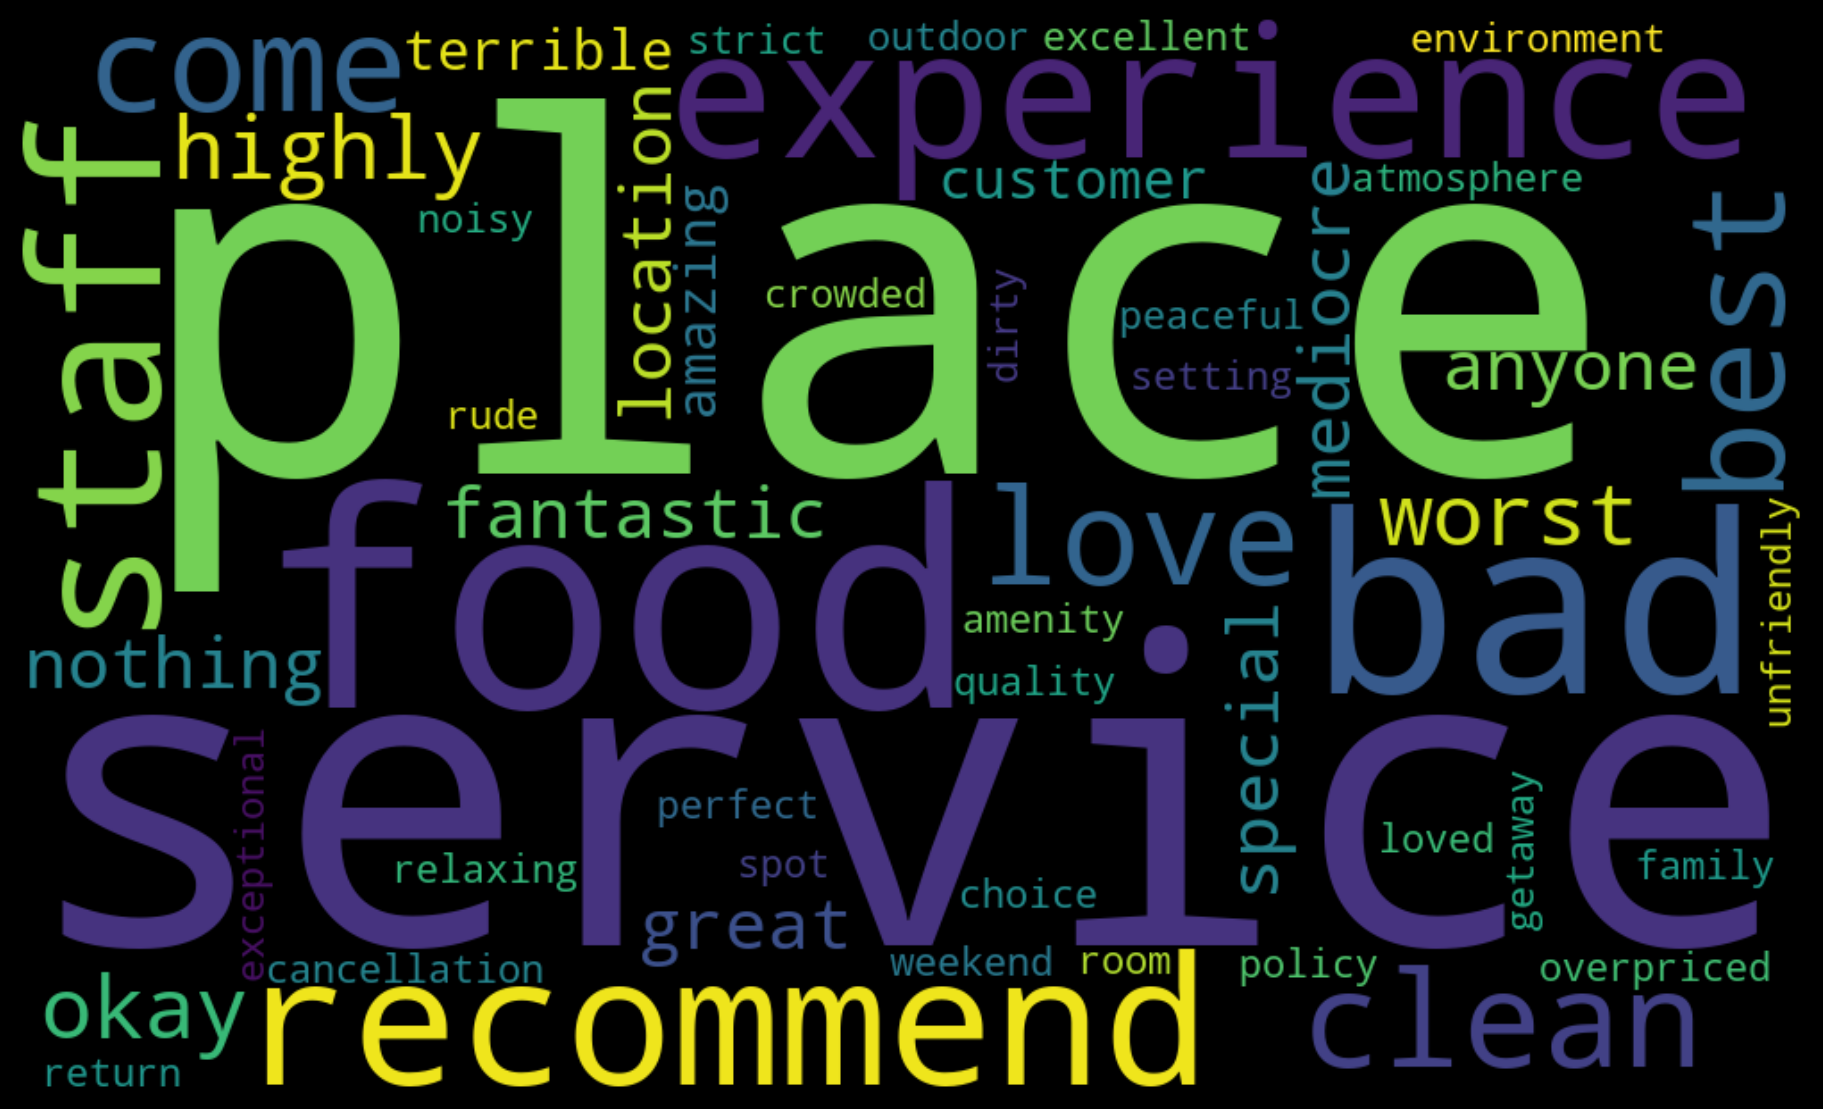 come
terrible
strict
outdoor
excellent
environment
experience
highly
location
staff
place
noisy
amazing
customer
mediocre
atmosphere
best
crowded
dirty
peaceful
setting
anyone
rude
fantastic
love
worst
food
bad
unfriendly
amenity
quality
special
nothing
service
exceptional
perfect
relaxing
spot
choice
loved
getaway
family
great
cancellation
weekend
room
policy
overpriced
okay
recommend
clean
return